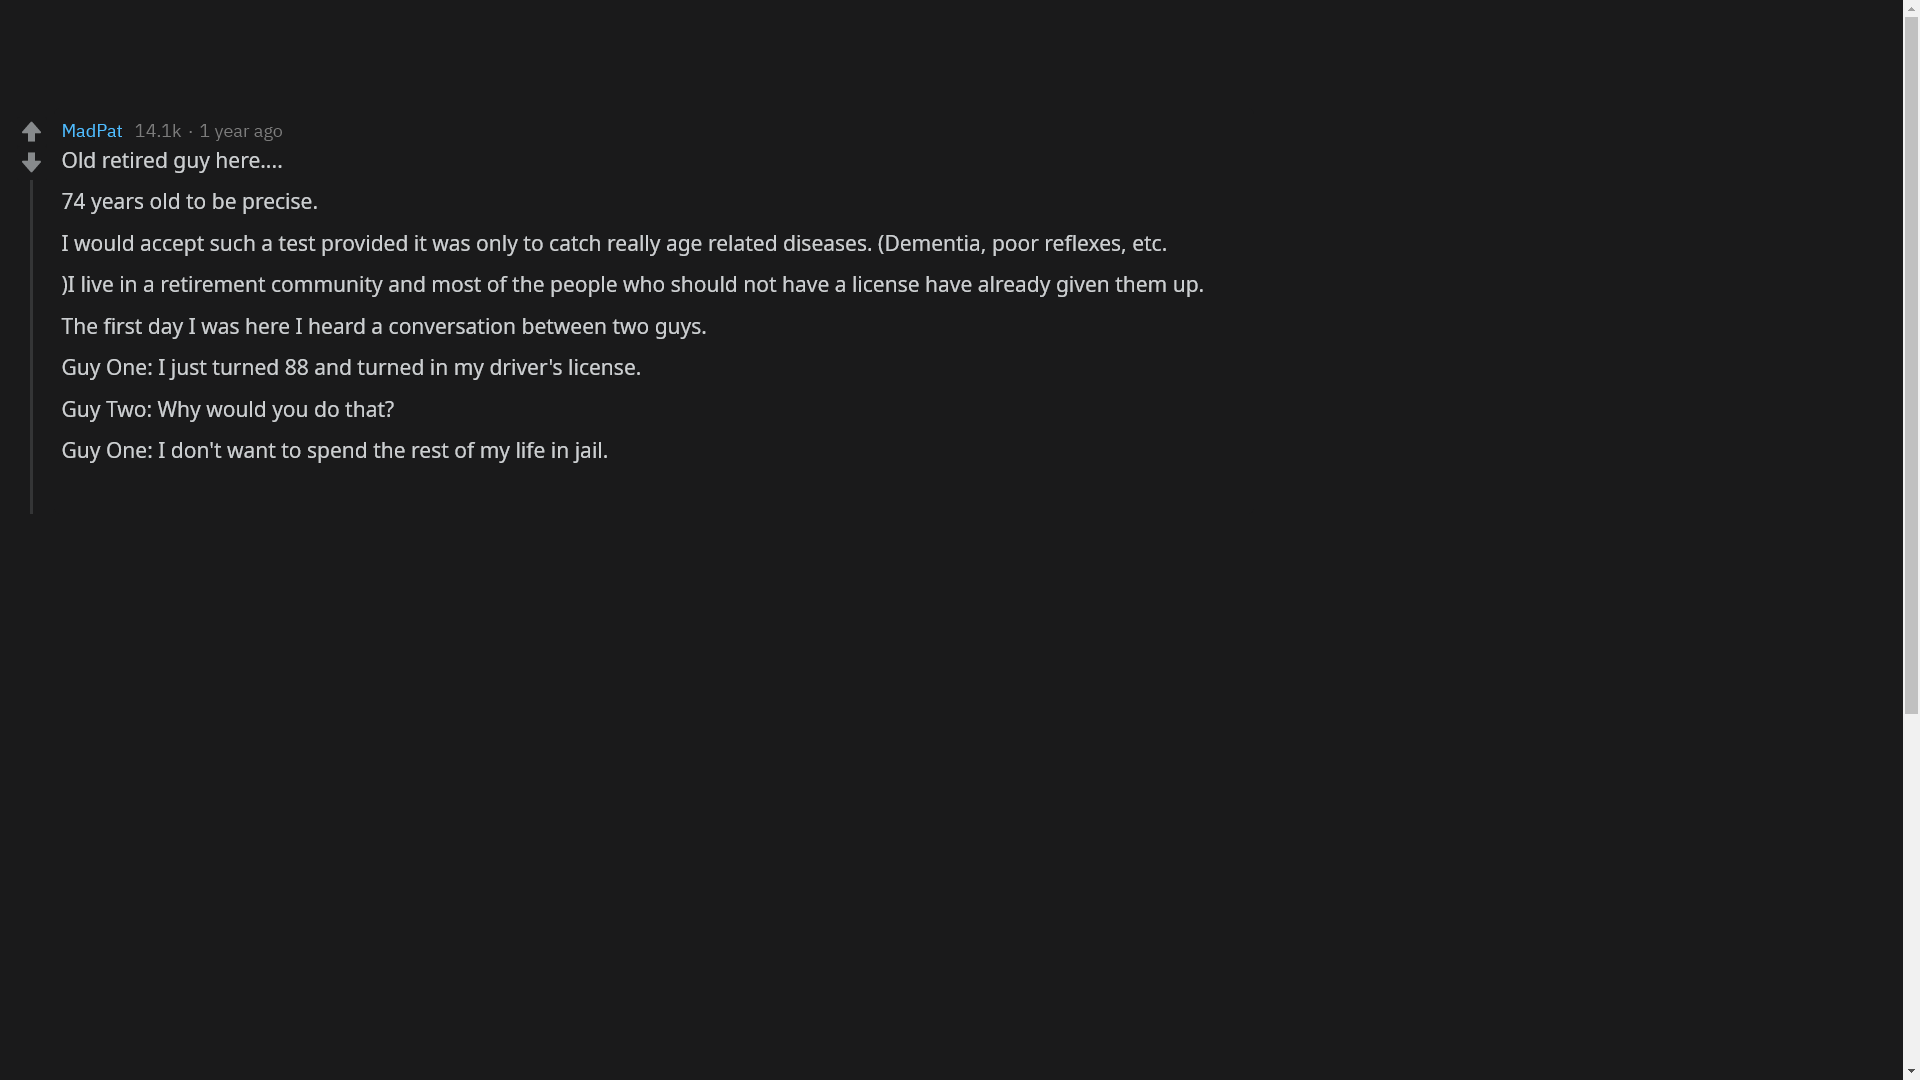 MadPat 14.1k · 1 year ago
Old retired guy here....
74 years old to be precise.
I would accept such a test provided it was only to catch really age related diseases. (Dementia, poor reflexes, etc.
)I live in a retirement community and most of the people who should not have a license have already given them up.
The first day I was here I heard a conversation between two guys.
Guy One: I just turned 88 and turned in my driver's license.
Guy Two: Why would you do that?
Guy One: I don't want to spend the rest of my life in jail.